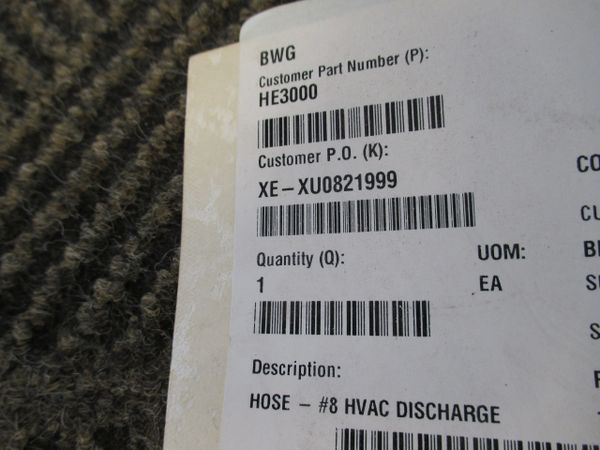 BWG
Customer Part Number (P):
HE3000
Customer P.O. (K):
XE-XU0821999
Quantity (Q): UOM:
1 EA
Description:
HOSE - #8 HVAC DISCHARGE